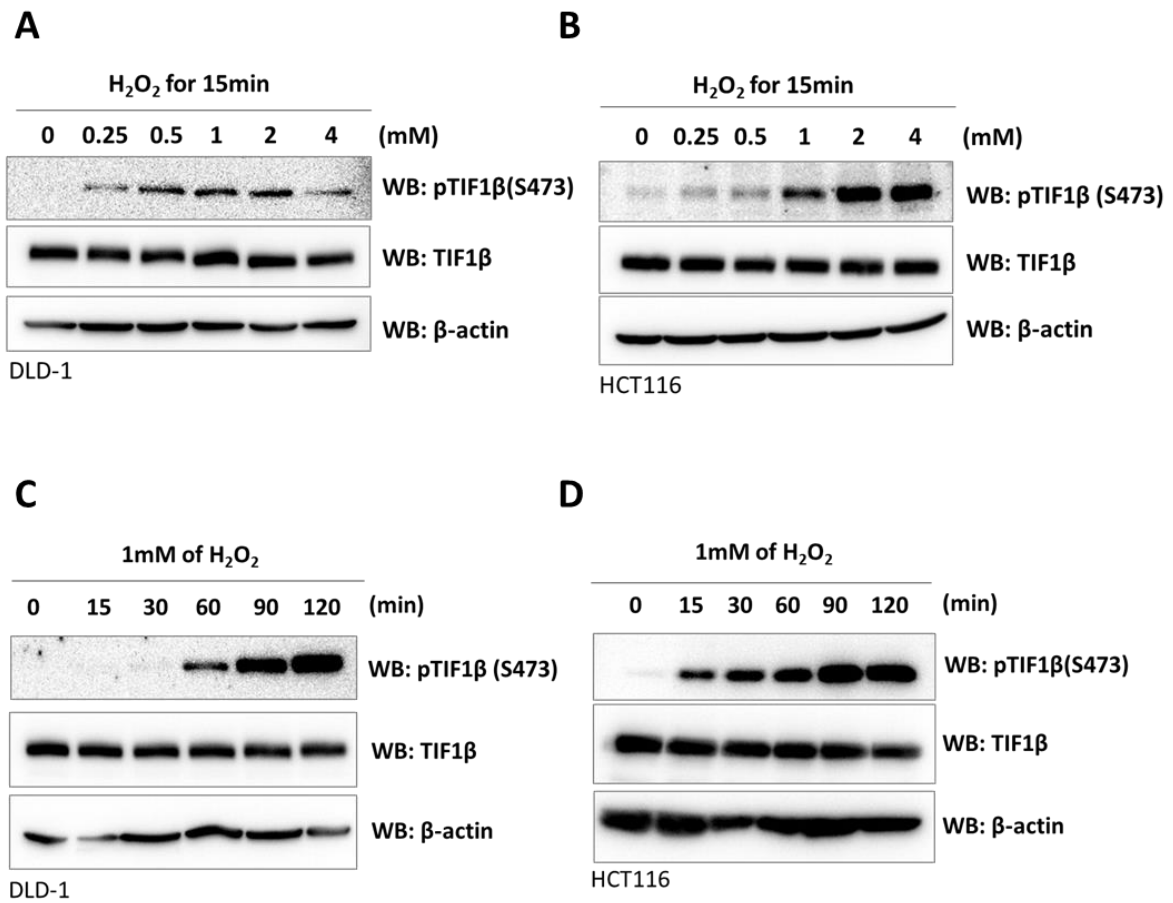 A
H₂O₂ for 15min
0 0.25 0.5 1 2 4 (mM)
WB: pTIF1β(S473)
WB: TIF1β
WB: β-actin
DLD-1
B
H₂O₂ for 15min
0 0.25 0.5 1 2 4 (mM)
WB: pTIF1β (S473)
WB: TIF1β
WB: β-actin
HCT116
C
1mM of H₂O₂
0 15 30 60 90 120 (min)
WB: pTIF1β (S473)
WB: TIF1β
WB: β-actin
DLD-1
D
1mM of H₂O₂
0 15 30 60 90 120 (min)
WB: pTIF1β(S473)
WB: TIF1β
WB: β-actin
HCT116